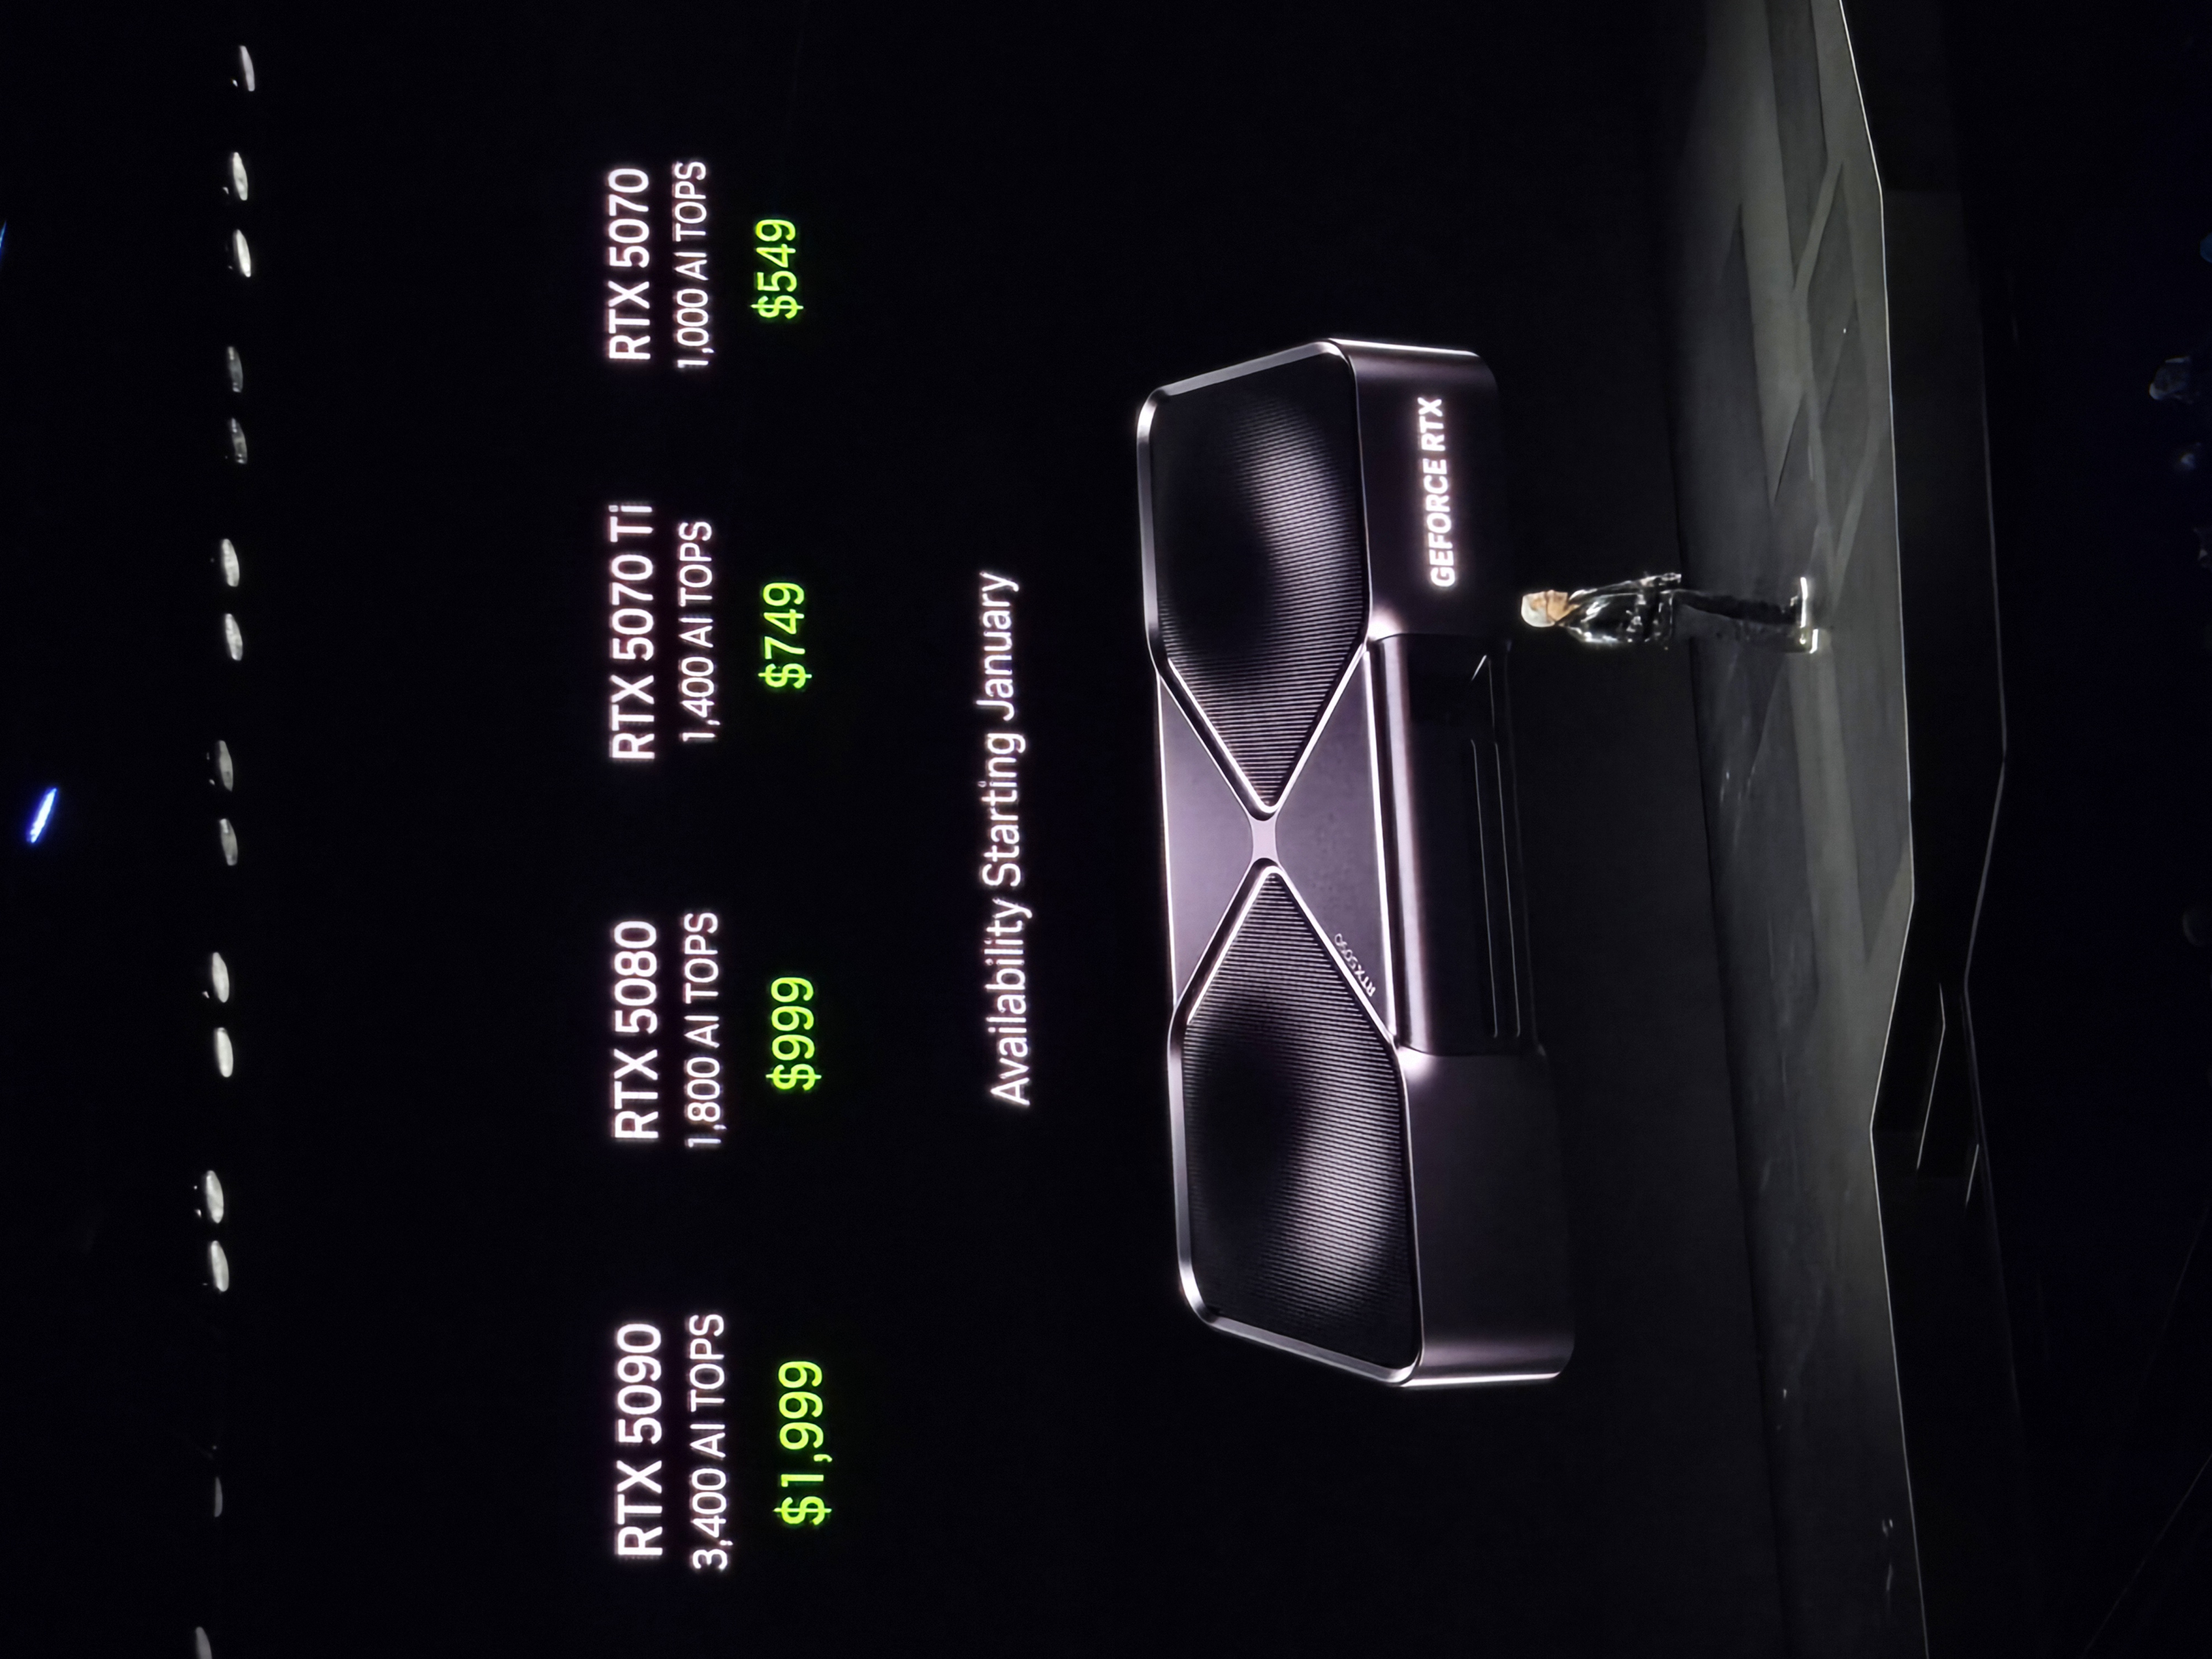 RTX 5090
3,400 AI TOPS
$1,999
RTX 5080
1,800 AI TOPS
$999
RTX 5070 Ti
1,400 AI TOPS
$749
RTX 5070
1,000 AI TOPS
$549
Availability Starting January
RTX 5090
GEFORCE RTX